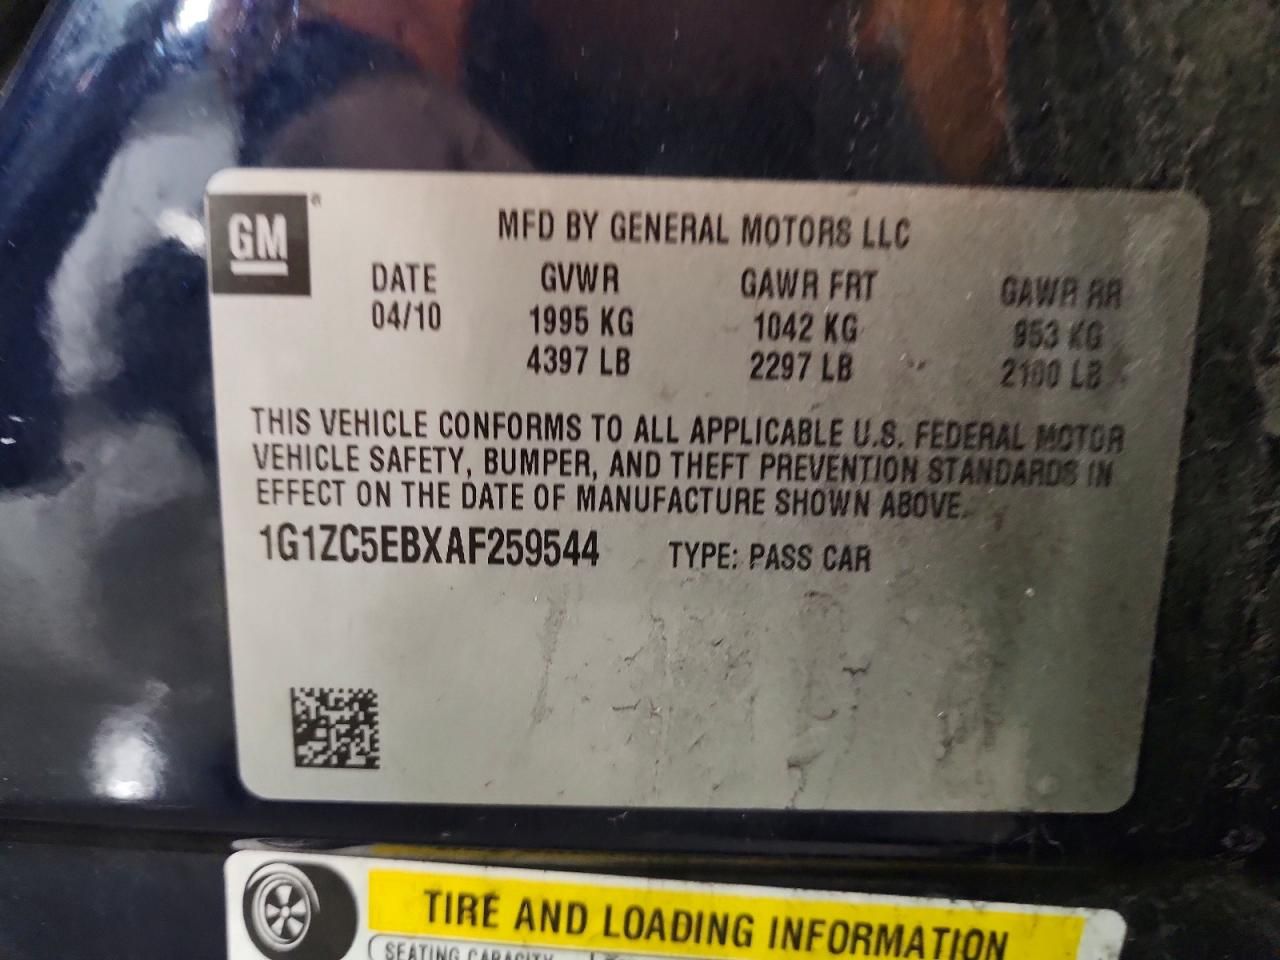 GM
MFD BY GENERAL MOTORS LLC
DATE GVWR GAWR FRT GAWR RR
04/10 1995 KG 1042 KG 953 KG
4397 LB 2297 LB 2100 LB
THIS VEHICLE CONFORMS TO ALL APPLICABLE U.S. FEDERAL MOTOR
VEHICLE SAFETY, BUMPER, AND THEFT PREVENTION STANDARDS IN
EFFECT ON THE DATE OF MANUFACTURE SHOWN ABOVE.
1G1ZC5EBXAF259544 TYPE: PASS CAR
TIRE AND LOADING INFORMATION
SEATING CAPACITY